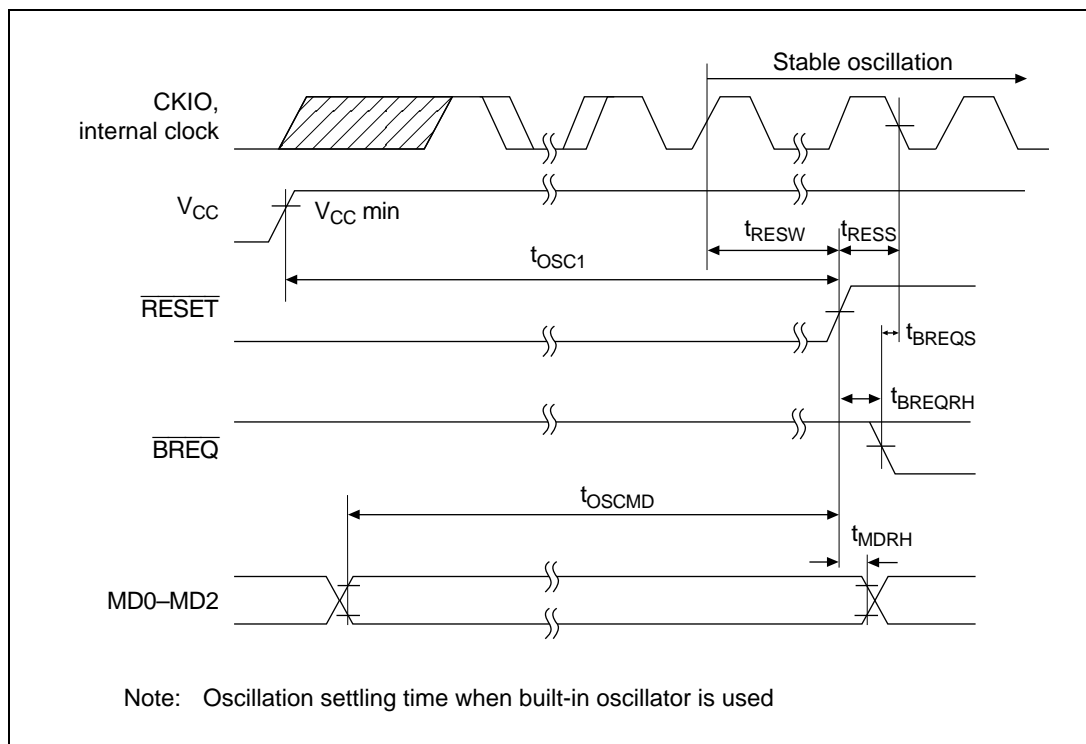 Stable oscillation
CKIO,
internal clock
VCC
VCC min
tRESW
tRESS
tOSC1
RESET
tBREQS
tBREQRH
BREQ
tOSCMD
tMDRH
MD0–MD2
Note: Oscillation settling time when built-in oscillator is used